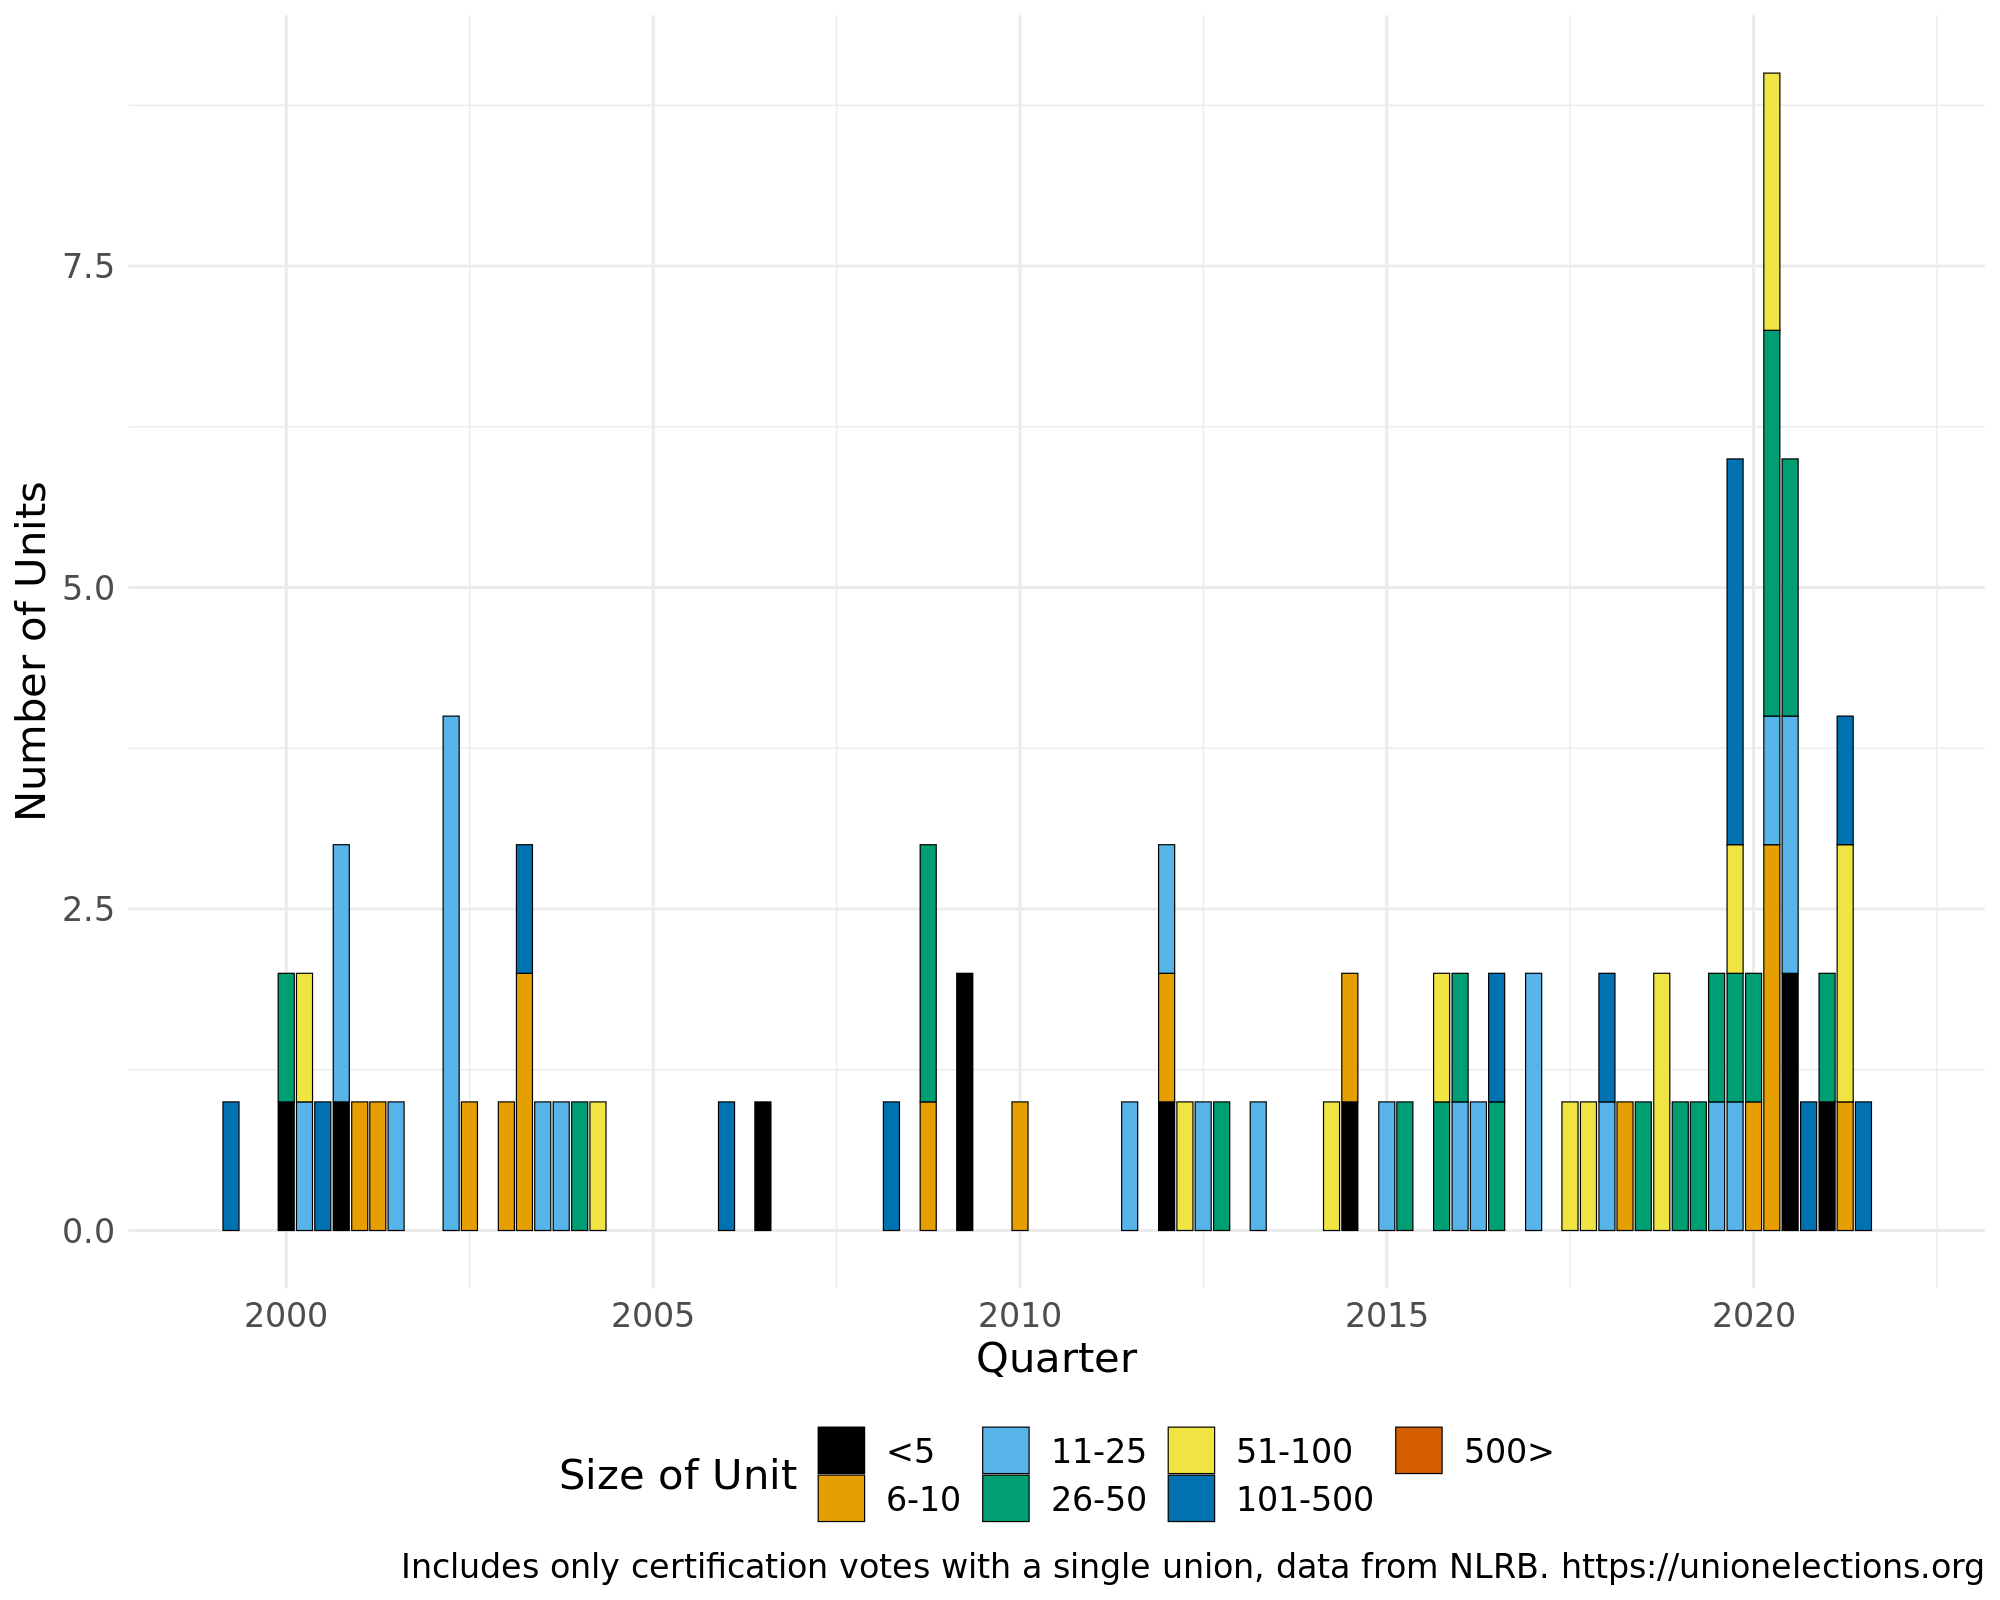 Number of Units
7.5
5.0
2.5
0.0
2000 2005 2010 2015 2020
Quarter
Size of Unit
<5 11-25 51-100 500>
6-10 26-50 101-500
Includes only certification votes with a single union, data from NLRB. https://unionelections.org